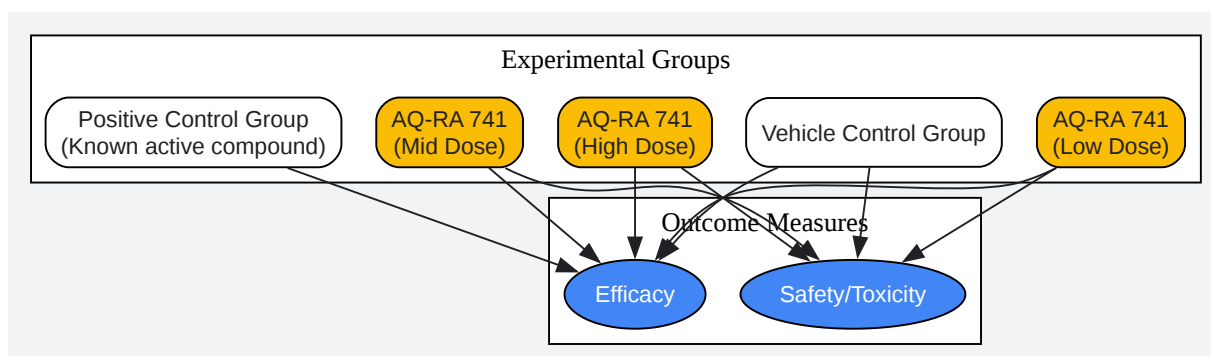 Experimental Groups
Positive Control Group
(Known active compound)
AQ-RA 741
(Mid Dose)
AQ-RA 741
(High Dose)
Vehicle Control Group
AQ-RA 741
(Low Dose)
Outcome Measures
Efficacy
Safety/Toxicity